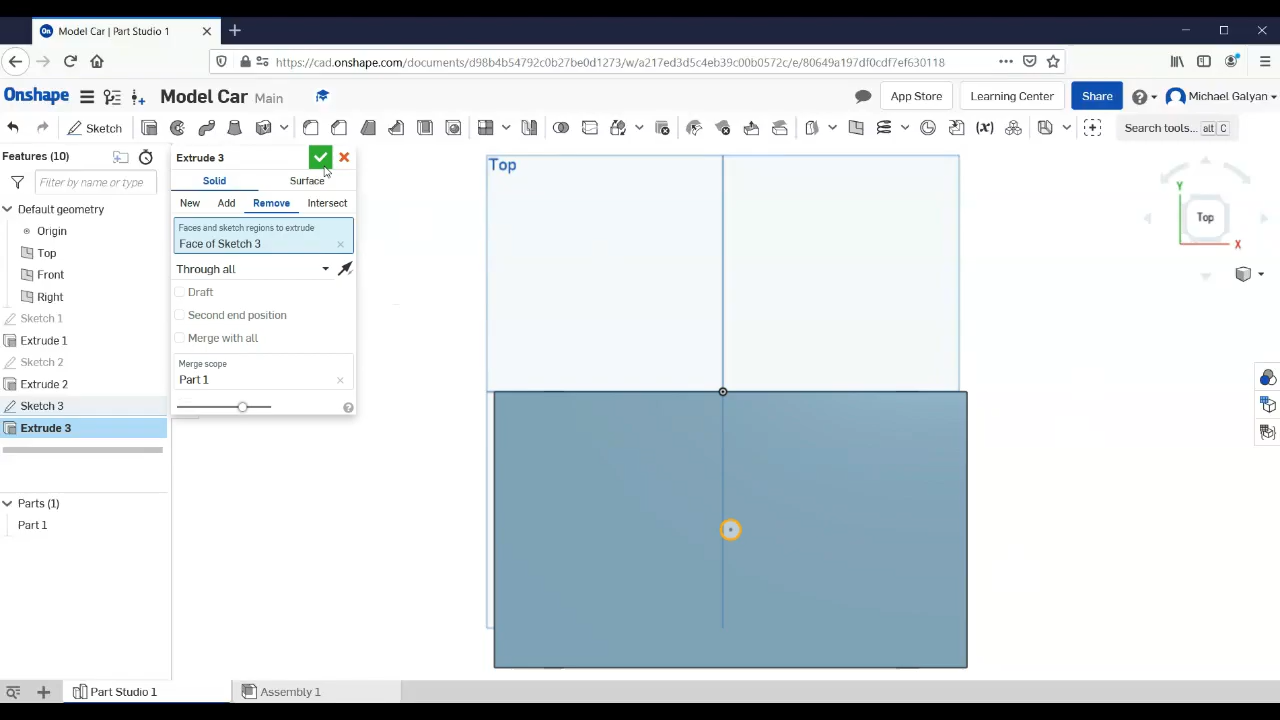 Model Car | Part Studio 1
https://cad.onshape.com/documents/d98b4b5479210b27be0d1273/w/a217ed3d5c4eb39c00b0572c/e/80649a197df0cdf7ef630118
Onshape
Model Car Main
App Store
Learning Center
Share
Michael Galyan
Sketch
Search tools... alt C
Features (10)
Filter by name or type
Default geometry
Origin
Top
Front
Right
Sketch 1
Extrude 1
Sketch 2
Extrude 2
Sketch 3
Extrude 3
Parts (1)
Part 1
Extrude 3
Solid
Surface
New
Add
Remove
Intersect
Faces and sketch regions to extrude
Face of Sketch 3
Through all
Draft
Second end position
Merge with all
Merge scope
Part 1
Top
Y
Top
X
Part Studio 1
Assembly 1